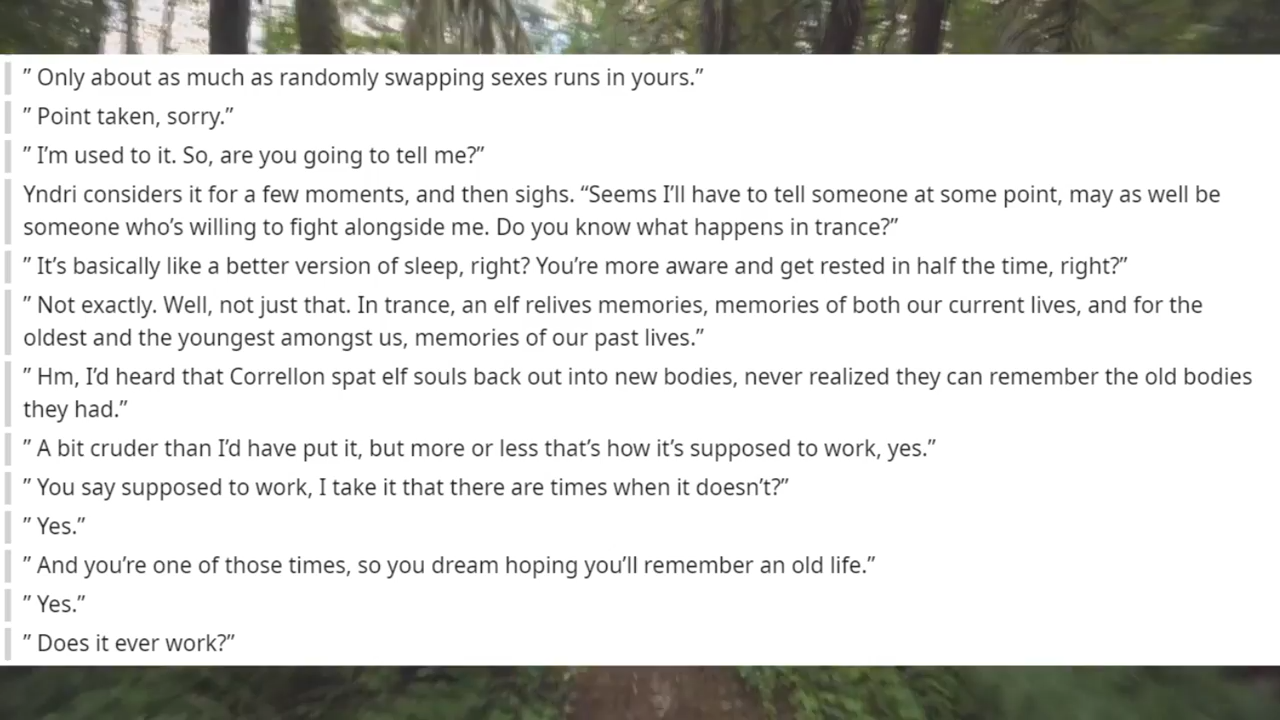 ” Only about as much as randomly swapping sexes runs in yours.”
” Point taken, sorry.”
” I’m used to it. So, are you going to tell me?”
Yndri considers it for a few moments, and then sighs. “Seems I’ll have to tell someone at some point, may as well be
someone who’s willing to fight alongside me. Do you know what happens in trance?”
” It’s basically like a better version of sleep, right? You’re more aware and get rested in half the time, right?”
” Not exactly. Well, not just that. In trance, an elf relives memories, memories of both our current lives, and for the
oldest and the youngest amongst us, memories of our past lives.”
” Hm, I’d heard that Correllon spat elf souls back out into new bodies, never realized they can remember the old bodies
they had.”
” A bit cruder than I’d have put it, but more or less that’s how it’s supposed to work, yes.”
” You say supposed to work, I take it that there are times when it doesn’t?”
” Yes.”
” And you’re one of those times, so you dream hoping you’ll remember an old life.”
” Yes.”
” Does it ever work?”